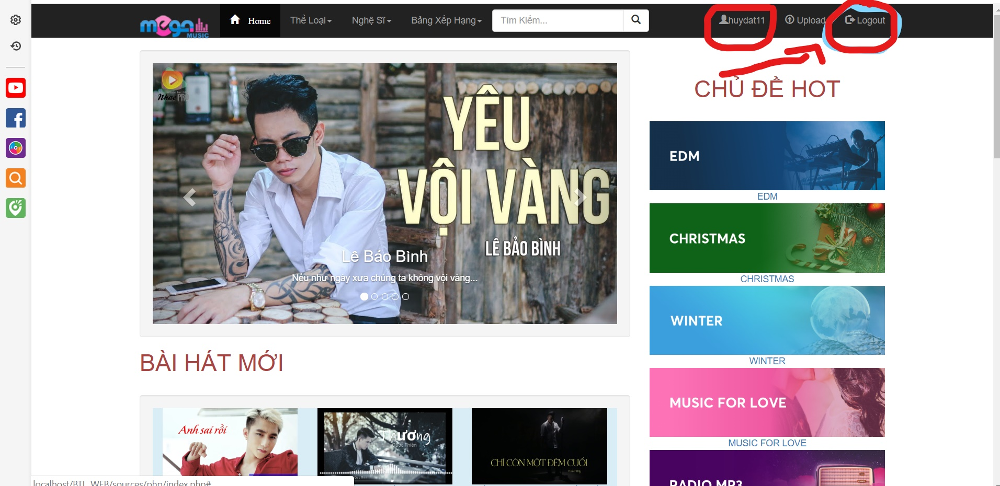 mega
MUSIC
Home
Thể Loại
Nghệ Sĩ
Bảng Xếp Hạng
Tìm Kiếm...
huydat11
Upload
Logout
Nhac PRO
YÊU
VỘI VÀNG
LÊ BẢO BÌNH
Lê Bảo Bình
Nếu như ngày xưa chúng ta không vội vàng...
CHỦ ĐỀ HOT
EDM
EDM
CHRISTMAS
CHRISTMAS
WINTER
WINTER
MUSIC FOR LOVE
MUSIC FOR LOVE
RADIO MP3
BÀI HÁT MỚI
Anh sai rồi
Thương
Quốc Thiên
CHỈ CÒN MỘT ĐÊM CUỐI
localhost/BTL_WEB/sources/php/index.php#